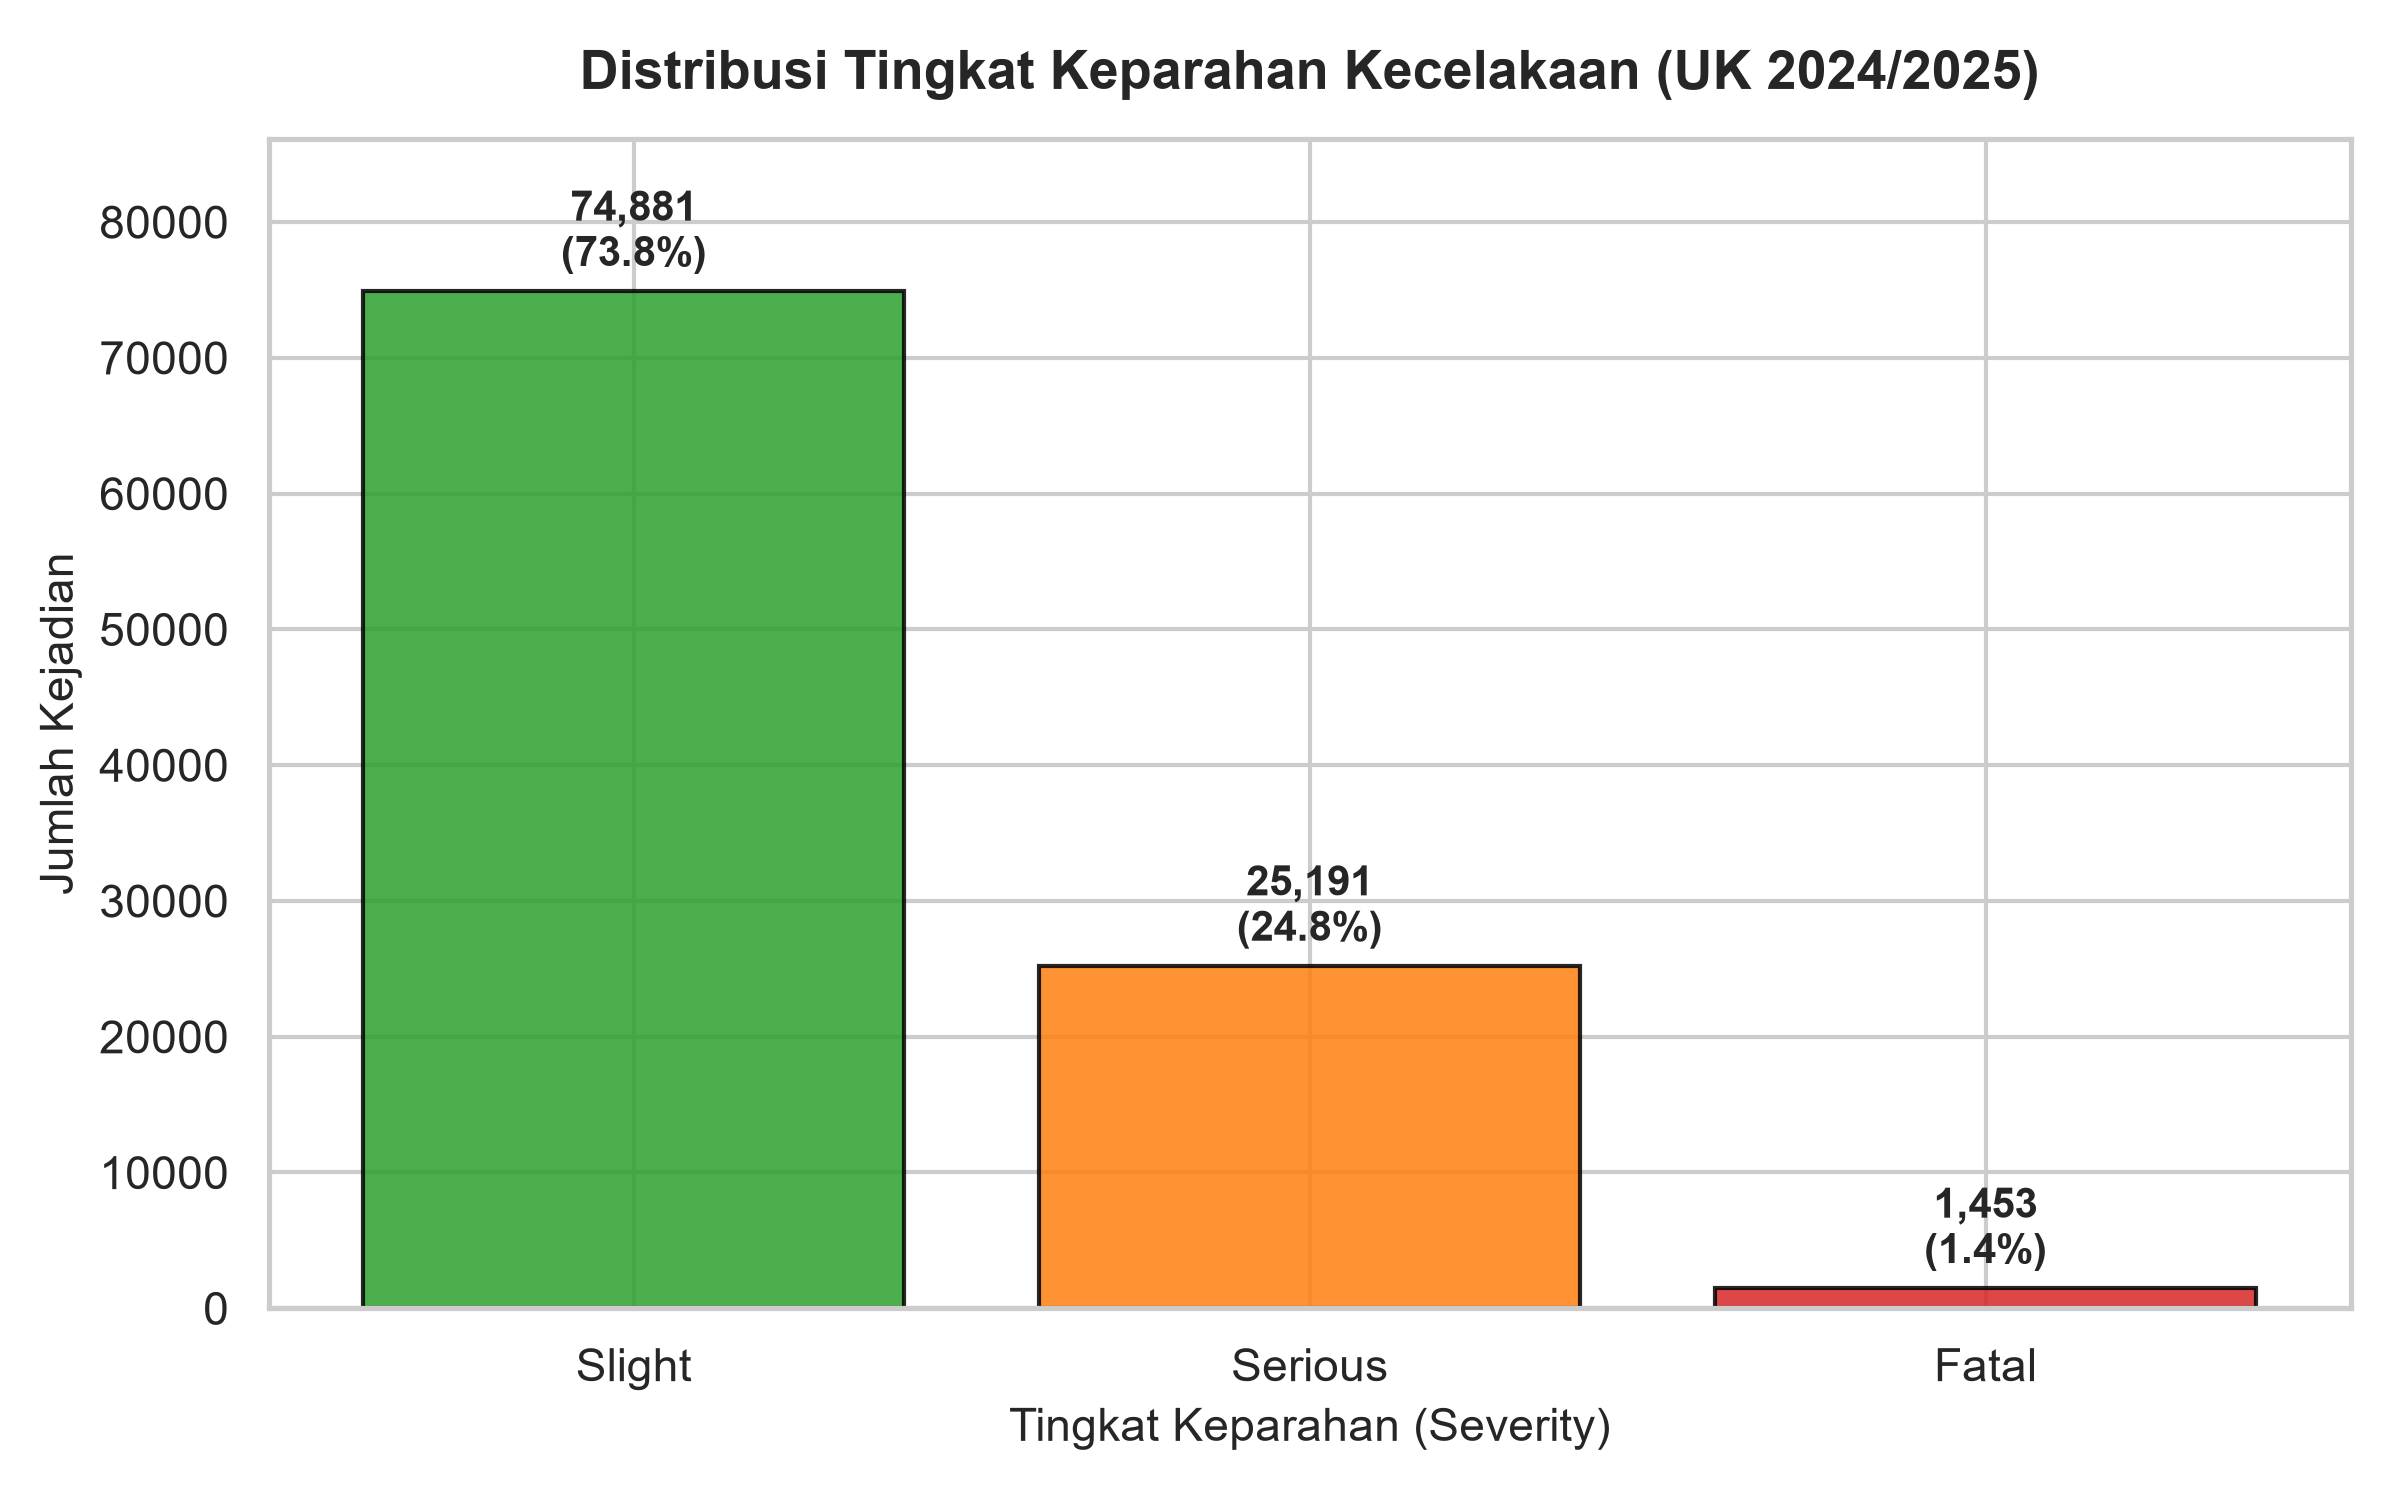 Distribusi Tingkat Keparahan Kecelakaan (UK 2024/2025)
Jumlah Kejadian
80000
70000
60000
50000
40000
30000
20000
10000
0
74,881
(73.8%)
25,191
(24.8%)
1,453
(1.4%)
Slight
Serious
Fatal
Tingkat Keparahan (Severity)